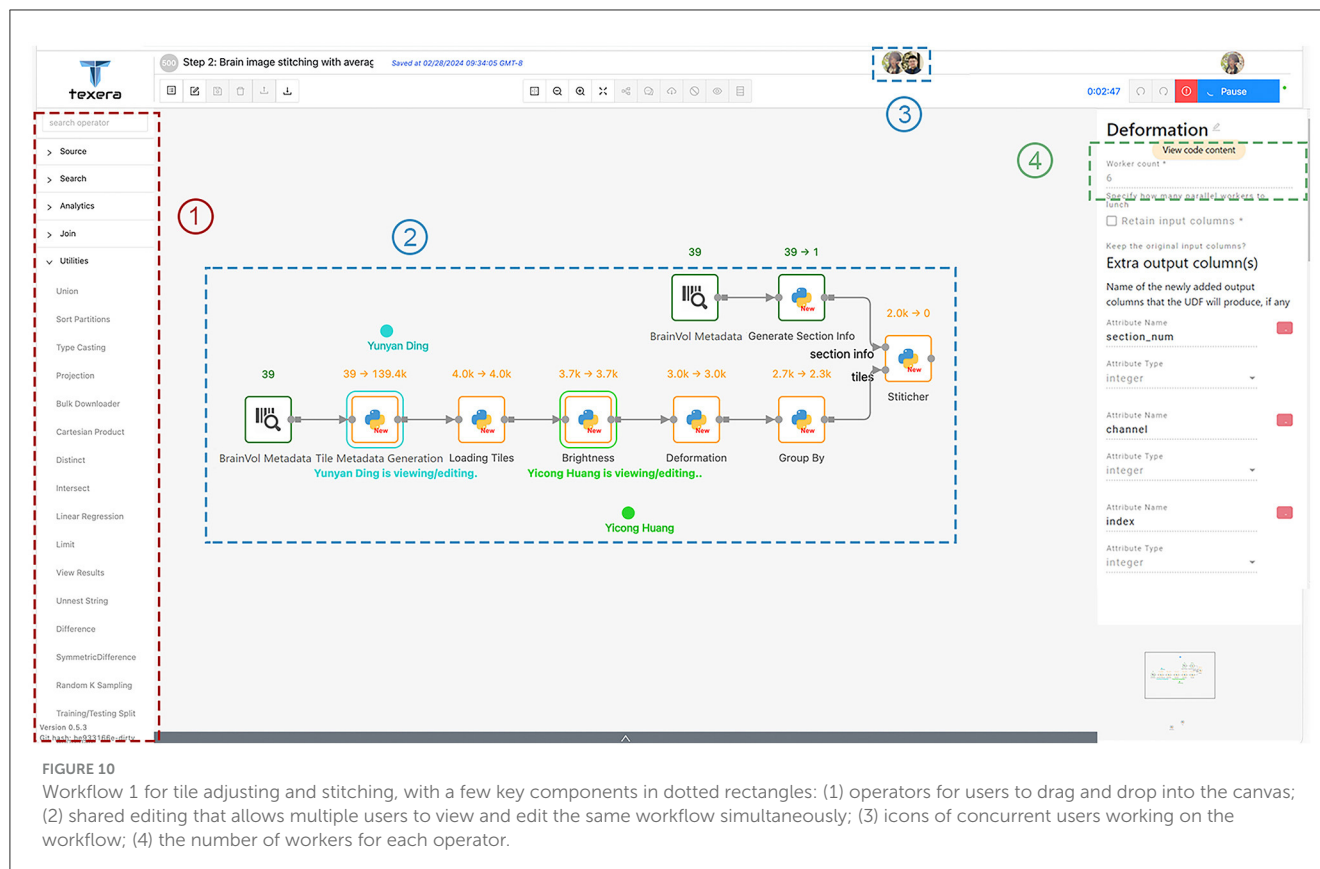 texera
500 Step 2: Brain image stitching with averag
Saved at 02/28/2024 09:34:05 GMT-8
0:02:47
Pause
search operator
Source
Search
Analytics
Join
Utilities
Union
Sort Partitions
Type Casting
Projection
Bulk Downloader
Cartesian Product
Distinct
Intersect
Linear Regression
Limit
View Results
Unnest String
Difference
SymmetricDifference
Random K Sampling
Training/Testing Split
Version 0.5.3
Git hash: be933166e-dirty
1
2
3
4
39
39 → 1
BrainVol Metadata
New
Generate Section Info
section info
tiles
2.0k → 0
New
Stiticher
Yunyan Ding
39
39 → 139.4k
4.0k → 4.0k
3.7k → 3.7k
3.0k → 3.0k
2.7k → 2.3k
New
New
New
New
New
BrainVol Metadata
Tile Metadata Generation
Loading Tiles
Brightness
Deformation
Group By
Yunyan Ding is viewing/editing.
Yicong Huang is viewing/editing..
Yicong Huang
Deformation
View code content
Worker count *
6
Specify how many parallel workers to
lunch
Retain input columns *
Keep the original input columns?
Extra output column(s)
Name of the newly added output
columns that the UDF will produce, if any
Attribute Name
section_num
Attribute Type
integer
Attribute Name
channel
Attribute Type
integer
Attribute Name
index
Attribute Type
integer
FIGURE 10
Workflow 1 for tile adjusting and stitching, with a few key components in dotted rectangles: (1) operators for users to drag and drop into the canvas;
(2) shared editing that allows multiple users to view and edit the same workflow simultaneously; (3) icons of concurrent users working on the
workflow; (4) the number of workers for each operator.